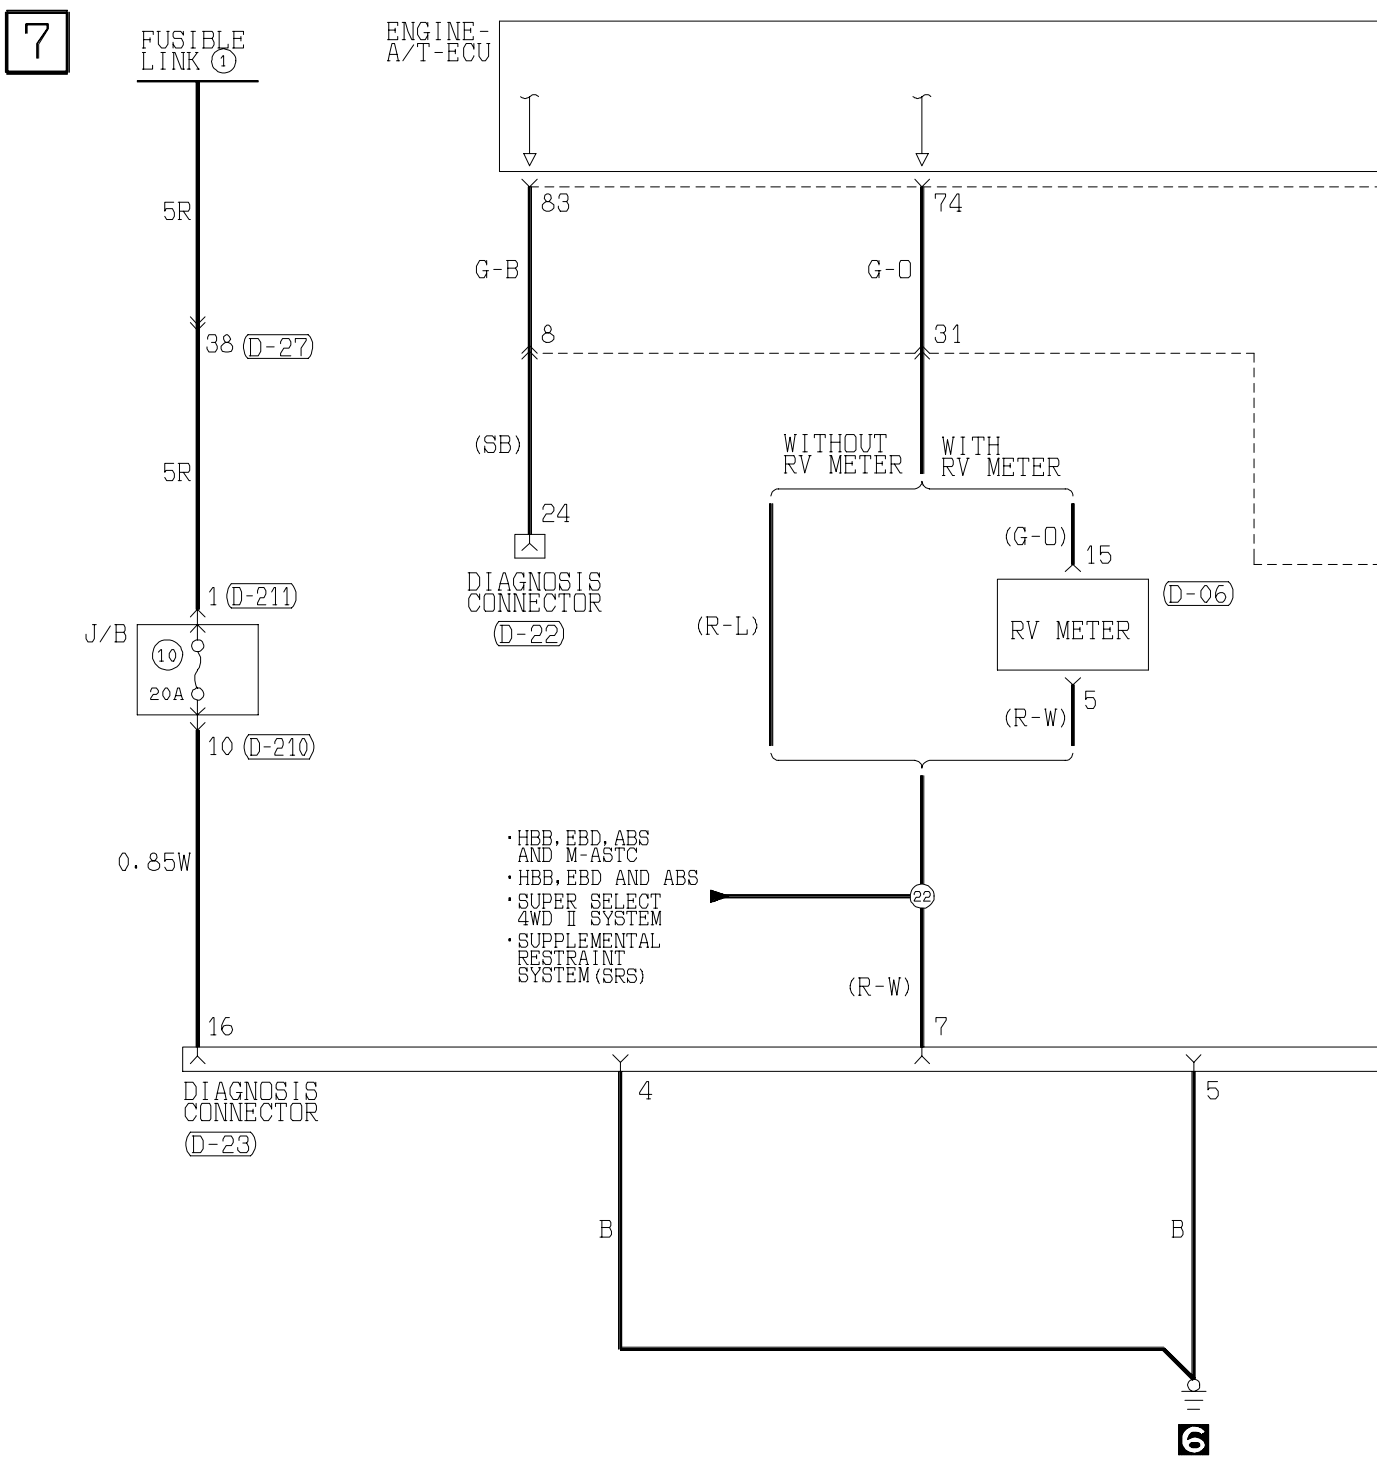 7
FUSIBLE
LINK 1
ENGINE-
A/T-ECU
83
74
5R
G-B
G-O
38 (D-27)
8
31
(SB)
WITHOUT
RV METER
WITH
RV METER
5R
24
(G-O)
15
DIAGNOSIS
CONNECTOR
(D-22)
1 (D-211)
(D-06)
J/B
10
20A
(R-L)
RV METER
5
(R-W)
10 (D-210)
0.85W
·HBB,EBD,ABS
AND M-ASTC
·HBB,EBD AND ABS
·SUPER SELECT
4WD II SYSTEM
·SUPPLEMENTAL
RESTRAINT
SYSTEM(SRS)
22
(R-W)
16
7
DIAGNOSIS
CONNECTOR
(D-23)
4
5
B
B
6